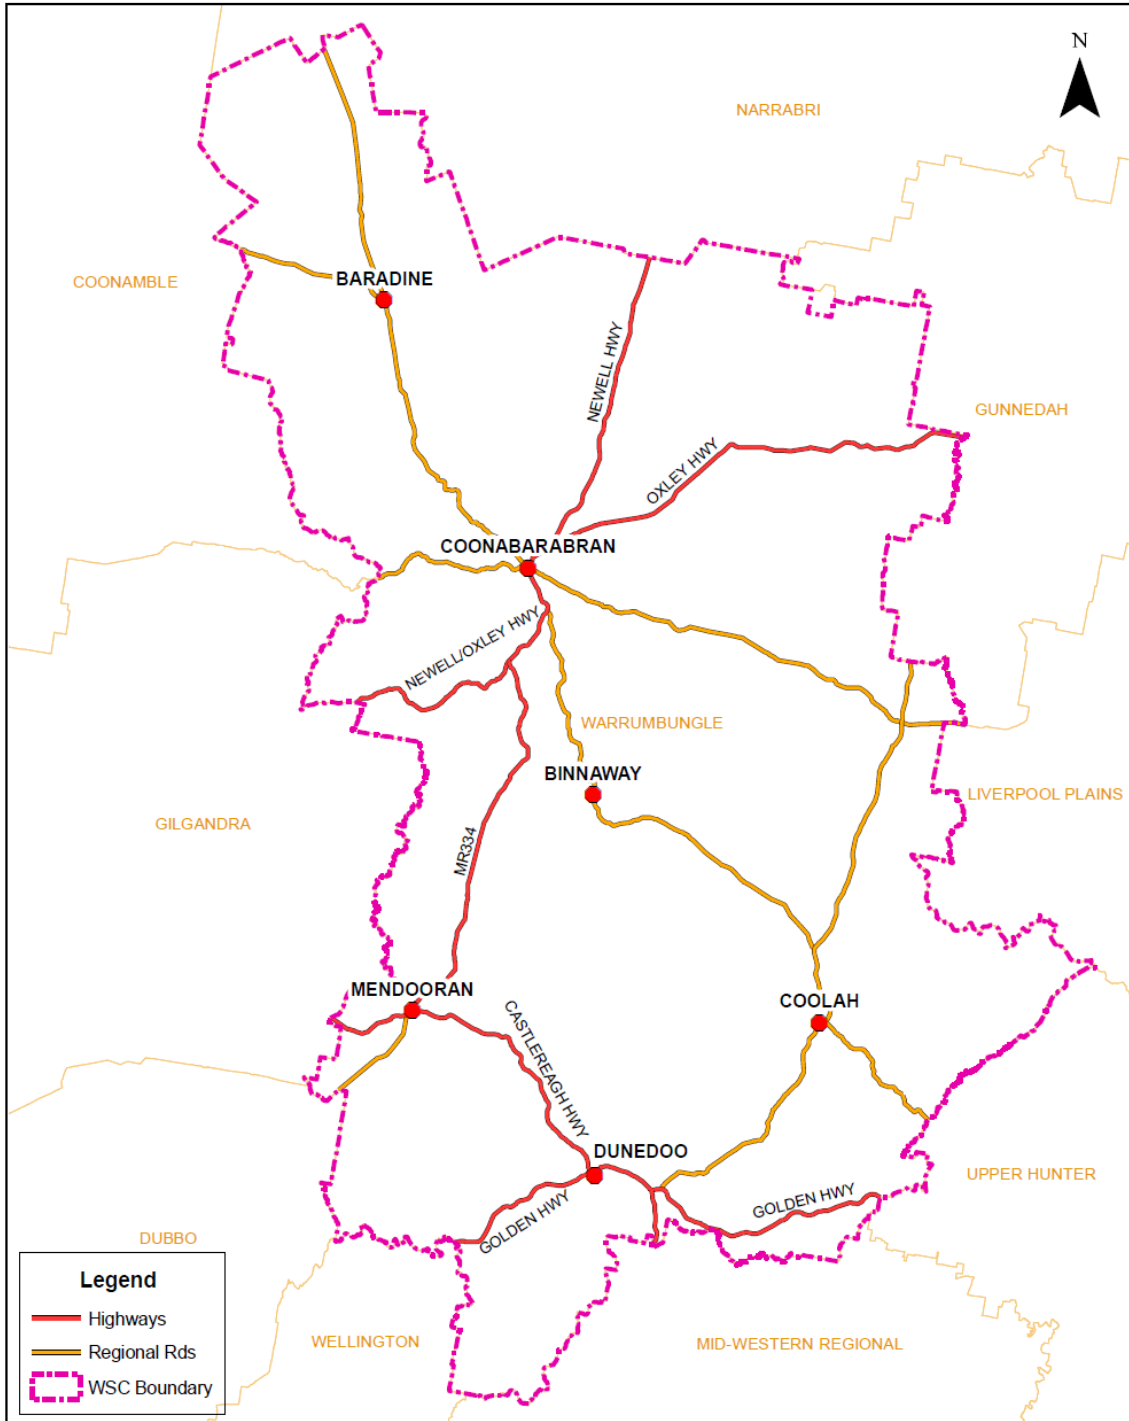 N
NARRABRI
COONAMBLE
BARADINE
NEWELL HWY
GUNNEDAH
OXLEY HWY
COONABARABRAN
NEWELL/OXLEY HWY
WARRUMBUNGLE
BINNAWAY
LIVERPOOL PLAINS
GILGANDRA
MR334
MENDOORAN
COOLAH
CASTLEREAGH HWY
DUNEDOO
UPPER HUNTER
GOLDEN HWY
GOLDEN HWY
DUBBO
WELLINGTON
MID-WESTERN REGIONAL
Legend
Highways
Regional Rds
WSC Boundary